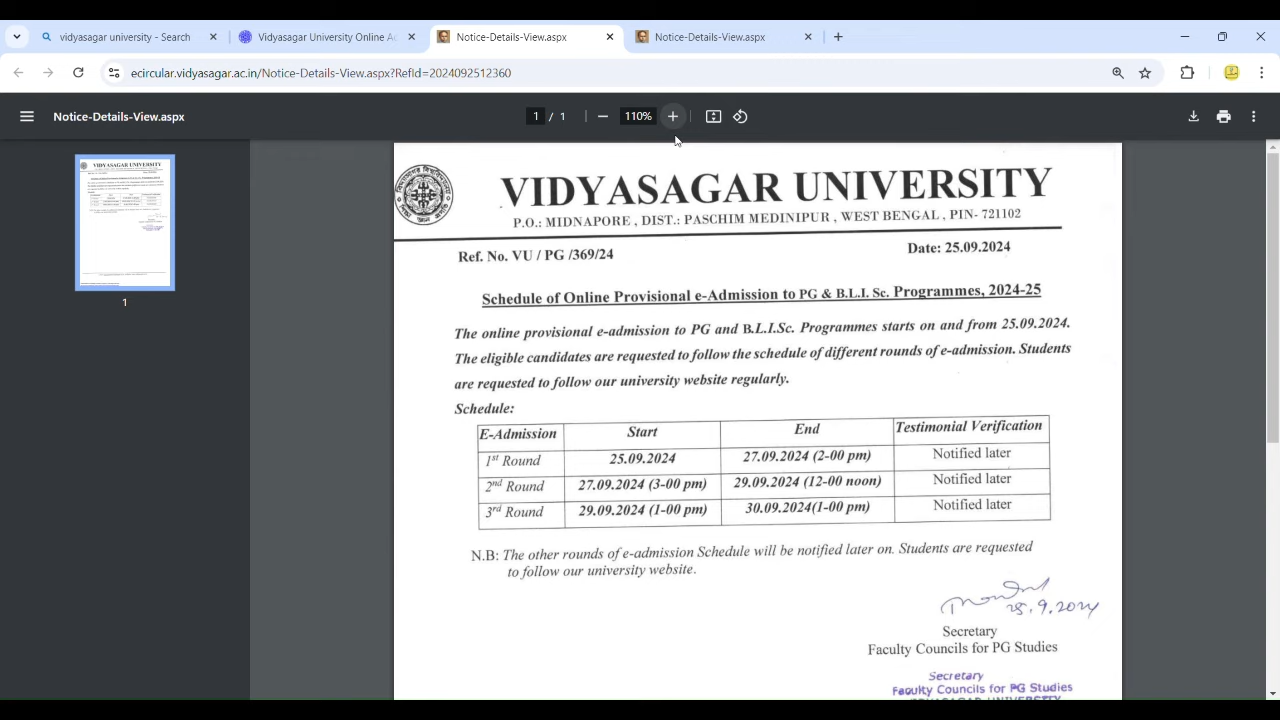 vidyasagar university - Search
Vidyasagar University Online Ac
Notice-Details-View.aspx
Notice-Details-View.aspx
ecircular.vidyasagar.ac.in/Notice-Details-View.aspx?RefId=2024092512360
Notice-Details-View.aspx
1 / 1
110%
1
VIDYASAGAR UNIVERSITY
P.O.: MIDNAPORE , DIST.: PASCHIM MEDINIPUR , WEST BENGAL , PIN- 721102
Ref. No. VU / PG /369/24
Date: 25.09.2024
Schedule of Online Provisional e-Admission to PG & B.L.I. Sc. Programmes, 2024-25
The online provisional e-admission to PG and B.L.I.Sc. Programmes starts on and from 25.09.2024.
The eligible candidates are requested to follow the schedule of different rounds of e-admission. Students
are requested to follow our university website regularly.
Schedule:
E-Admission Start End Testimonial Verification
1st Round 25.09.2024 27.09.2024 (2-00 pm) Notified later
2nd Round 27.09.2024 (3-00 pm) 29.09.2024 (12-00 noon) Notified later
3rd Round 29.09.2024 (1-00 pm) 30.09.2024(1-00 pm) Notified later
N.B: The other rounds of e-admission Schedule will be notified later on. Students are requested
to follow our university website.
25.9.2024
Secretary
Faculty Councils for PG Studies
Secretary
Faculty Councils for PG Studies